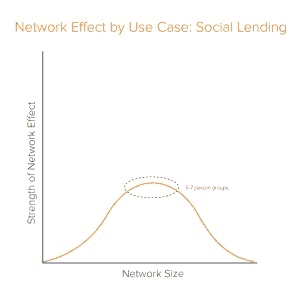 Network Effect by Use Case: Social Lending
Strength of Network Effect
5-7 person groups
Network Size